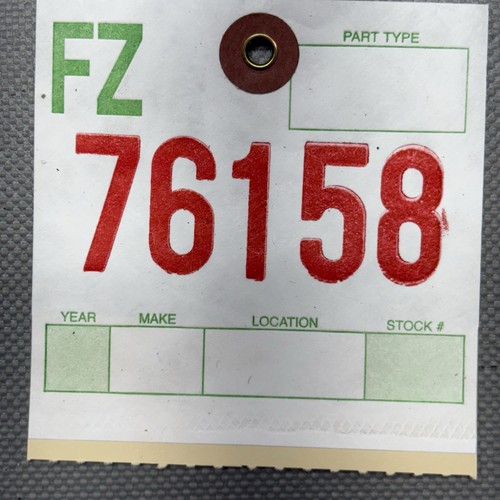 FZ
PART TYPE
76158
YEAR MAKE LOCATION STOCK #